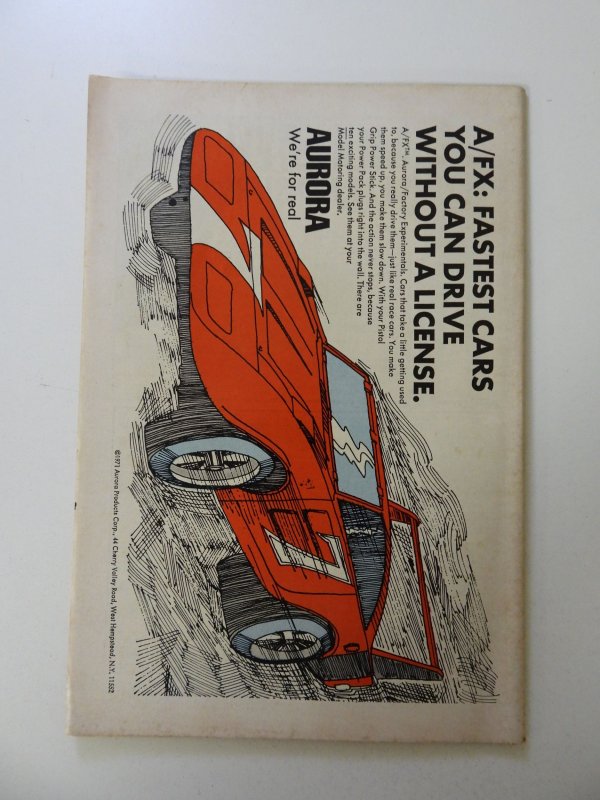 A/FX: FASTEST CARS
YOU CAN DRIVE
WITHOUT A LICENSE.
A/FX™ Aurora/Factory Experimentals. Cars that take a little getting used
to, because you really drive them—just like real race cars. You make
them speed up, you make them slow down. With your Pistol
Grip Power Stick. And the action never stops, because
your Power Pack plugs right into the wall. There are
ten exciting models. See them at your
Model Motoring dealer.
AURORA
We're for real
7
©1971 Aurora Products Corp., 44 Cherry Valley Road, West Hempstead, N.Y. 11552